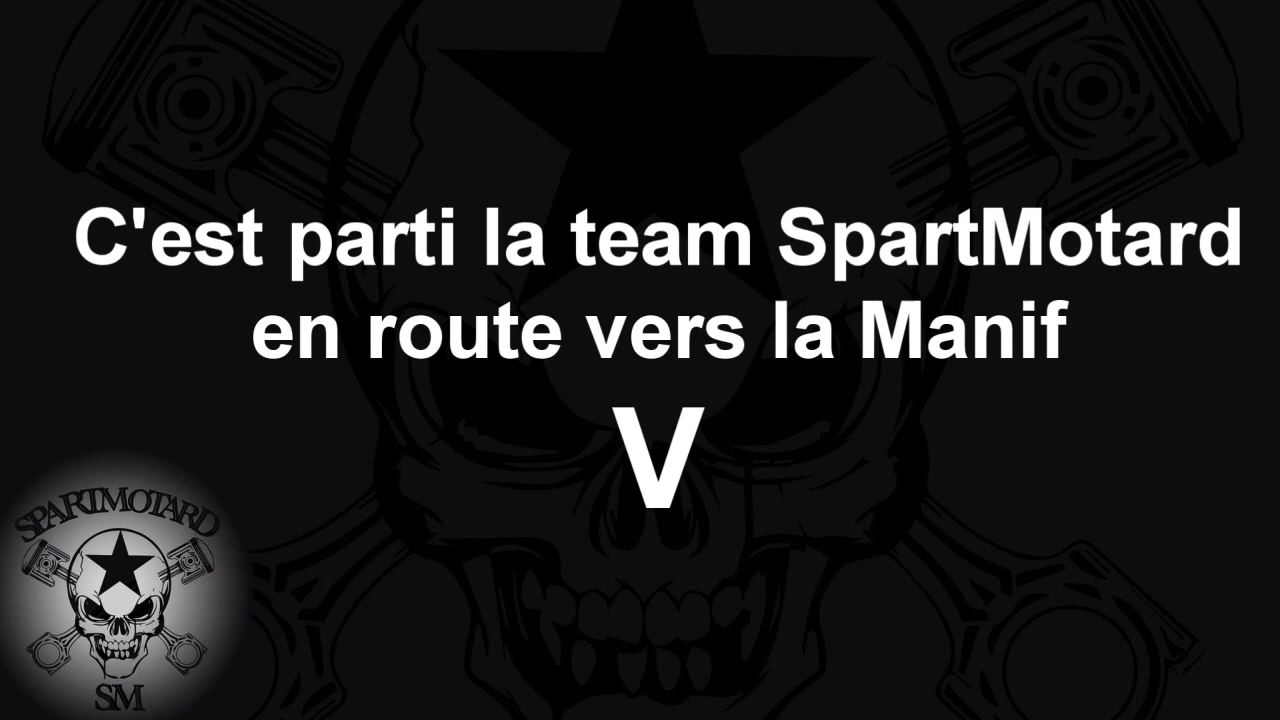 C'est parti la team SpartMotard
en route vers la Manif
V
SPARTMOTARD
SM